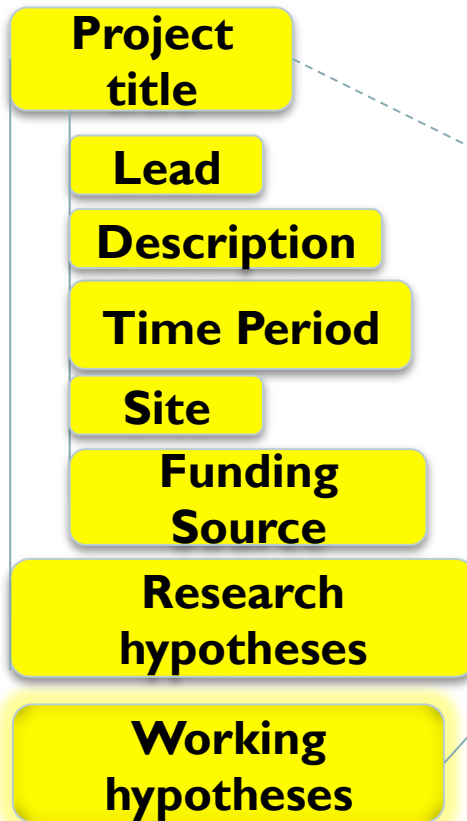 Project
title
Lead
Description
Time Period
Site
Funding
Source
Research
hypotheses
Working
hypotheses